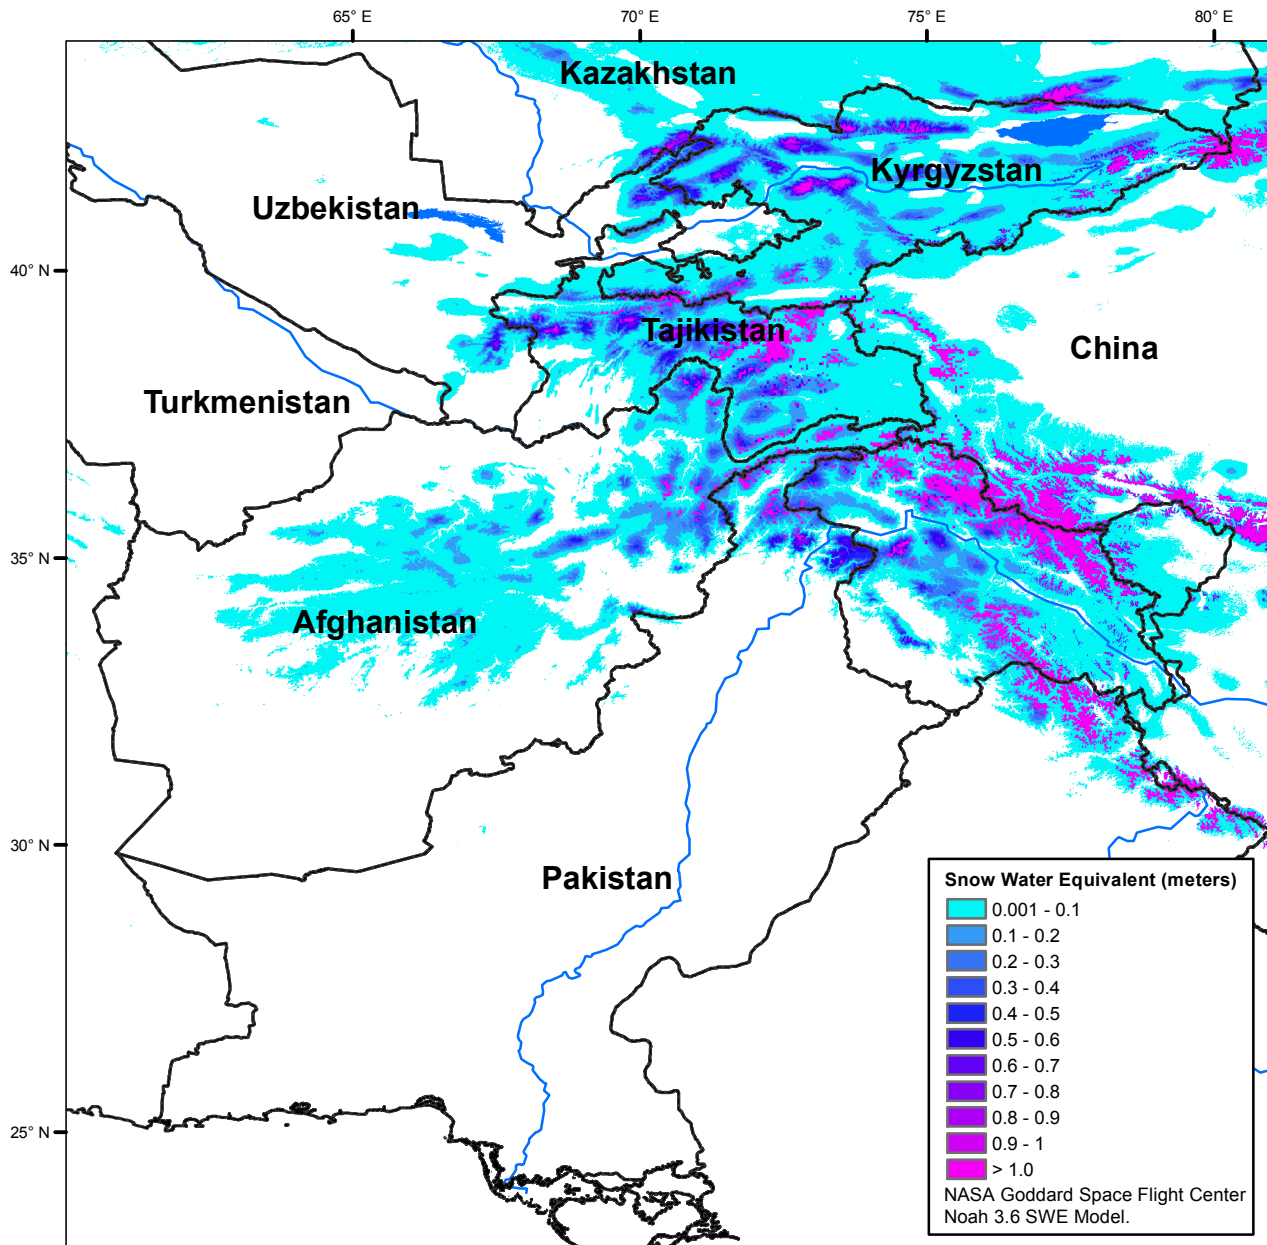 65° E
70° E
75° E
80° E
Kazakhstan
Kyrgyzstan
Uzbekistan
40° N
Tajikistan
China
Turkmenistan
35° N
Afghanistan
30° N
Pakistan
25° N
Snow Water Equivalent (meters)
0.001 - 0.1
0.1 - 0.2
0.2 - 0.3
0.3 - 0.4
0.4 - 0.5
0.5 - 0.6
0.6 - 0.7
0.7 - 0.8
0.8 - 0.9
0.9 - 1
> 1.0
NASA Goddard Space Flight Center
Noah 3.6 SWE Model.